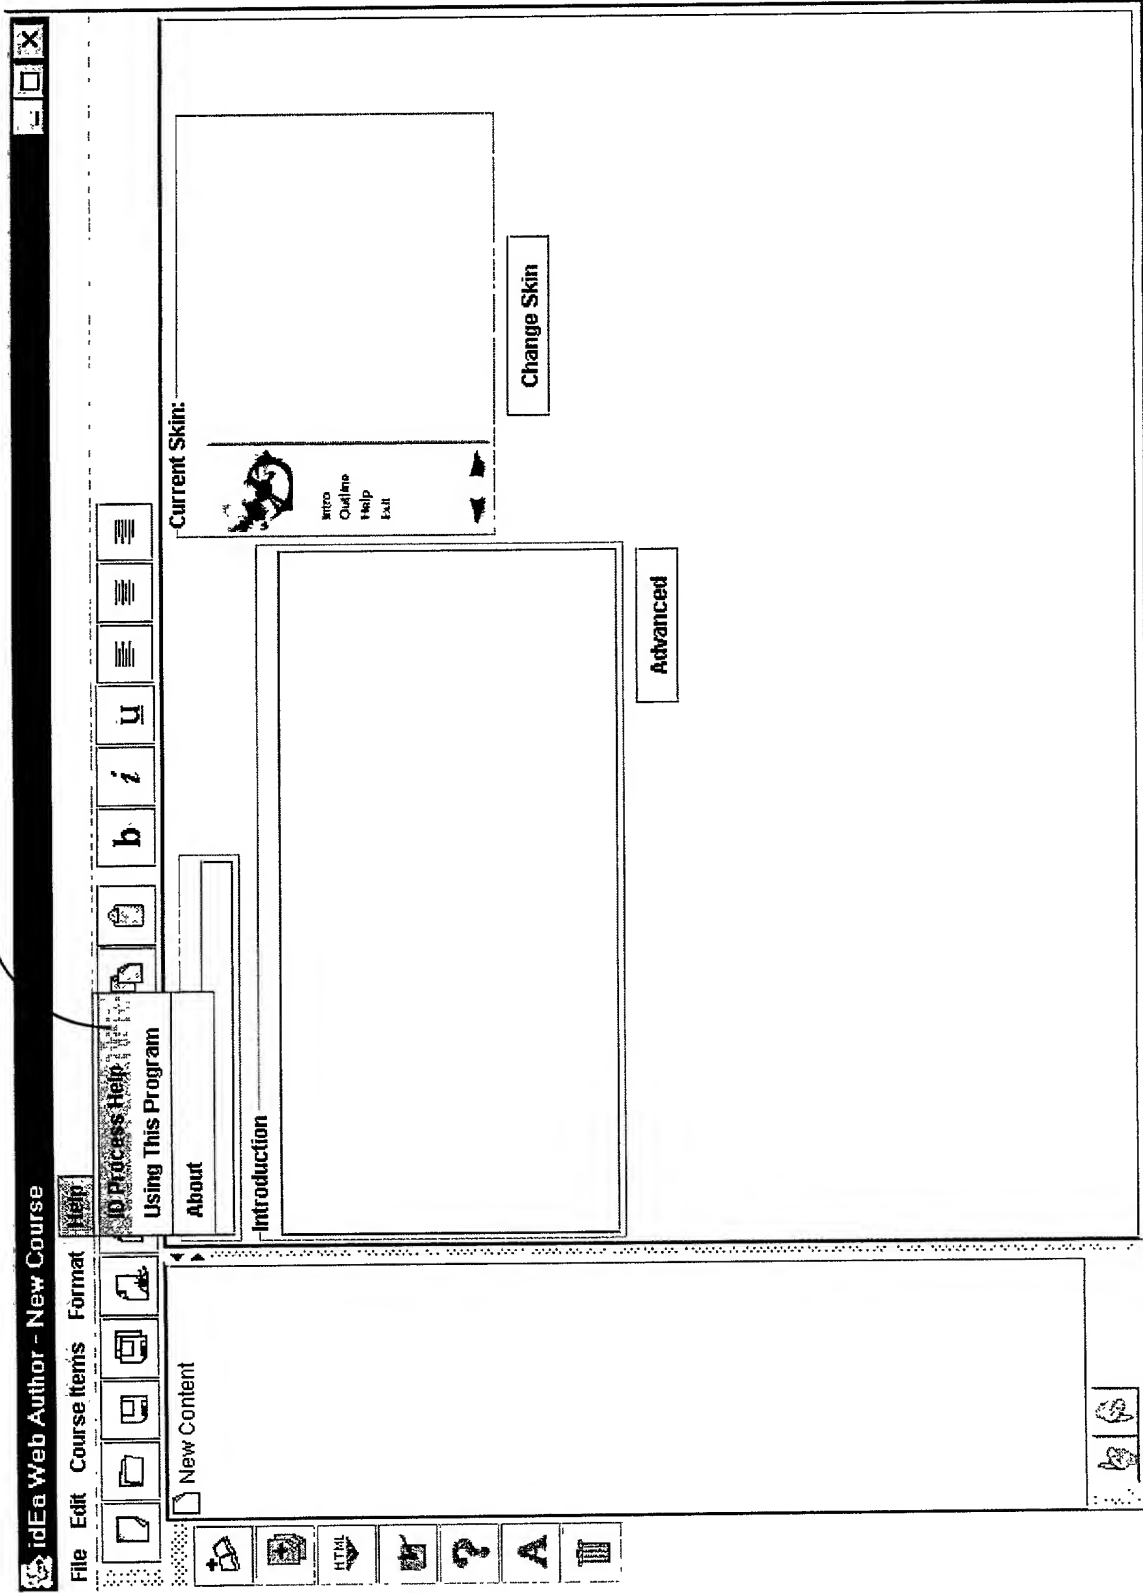 idEa Web Author - New Course
File Edit Course Items Format Help
ID Process Help
Using This Program
About
b i u
New Content
HTML
?
A
Introduction
Advanced
Current Skin:
Intro
Outline
Help
Exit
Change Skin